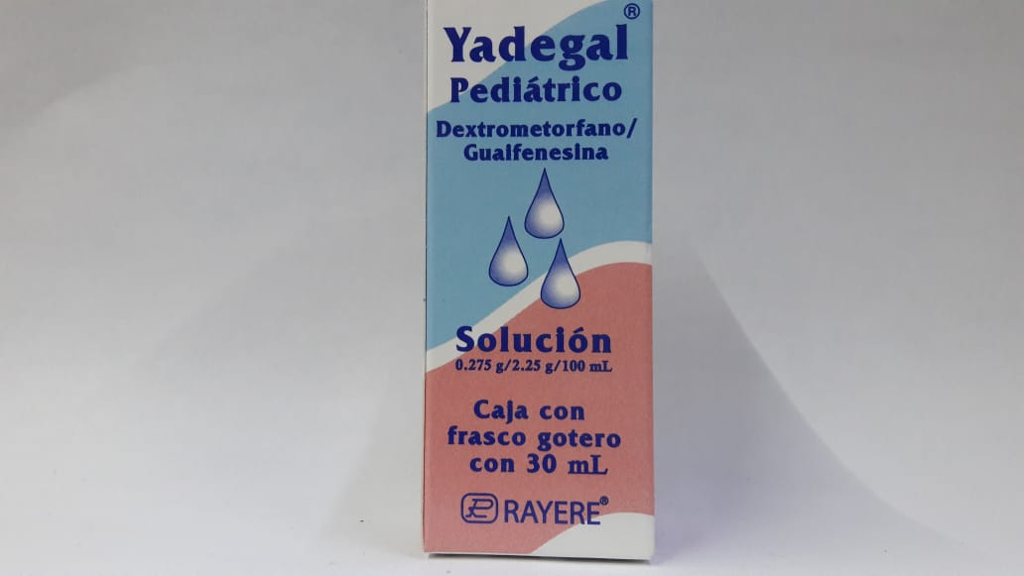 Yadegal®
Pediátrico
Dextrometorfano/
Guaifenesina
Solución
0.275 g/2.25 g/100 mL
Caja con
frasco gotero
con 30 mL
RAYERE®